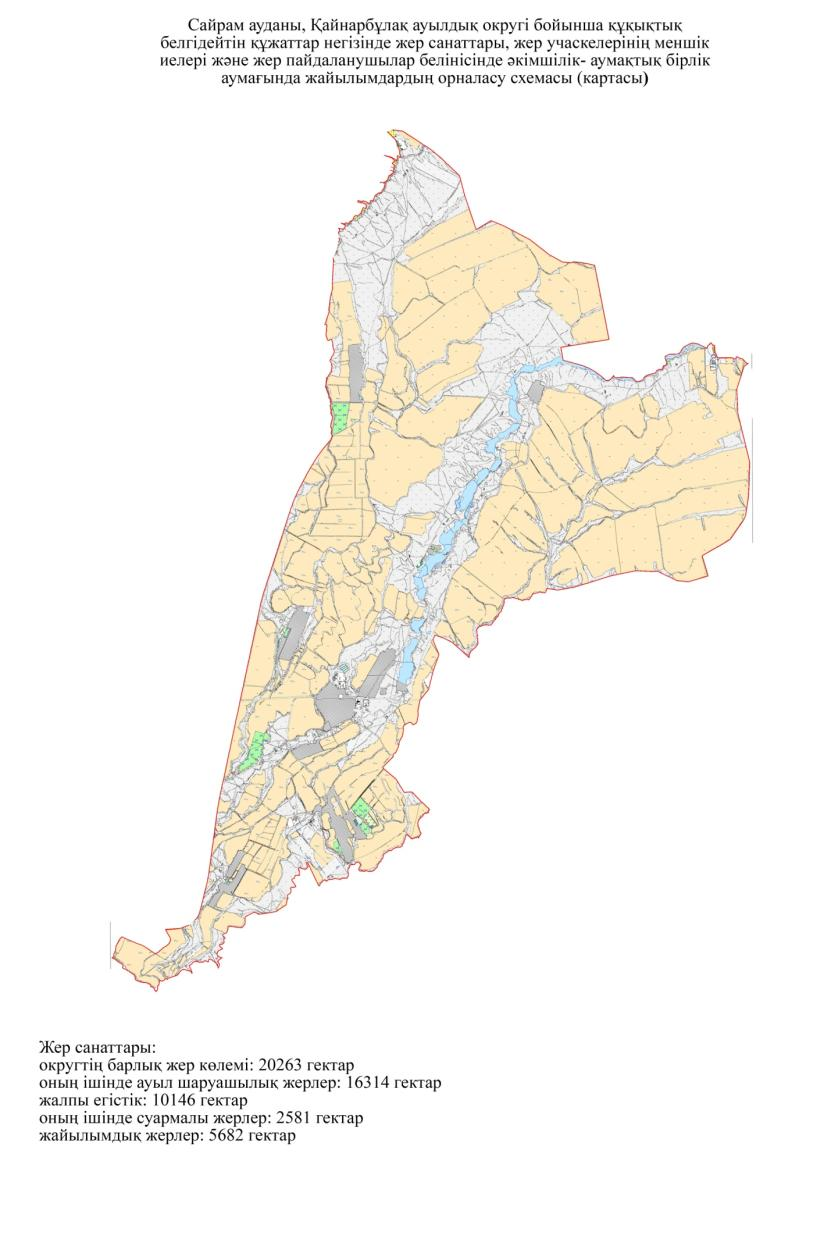 Сайрам ауданы, Қайнарбұлақ ауылдық округі бойынша құқықтық
белгідейтін құжаттар негізінде жер санаттары, жер учаскелерінің меншік
иелері және жер пайдаланушылар белінісінде әкімшілік- аумақтық бірлік
аумағында жайылымдардың орналасу схемасы (картасы)
Жер санаттары:
округтің барлық жер көлемі: 20263 гектар
оның ішінде ауыл шаруашылық жерлер: 16314 гектар
жалпы егістік: 10146 гектар
оның ішінде суармалы жерлер: 2581 гектар
жайылымдық жерлер: 5682 гектар